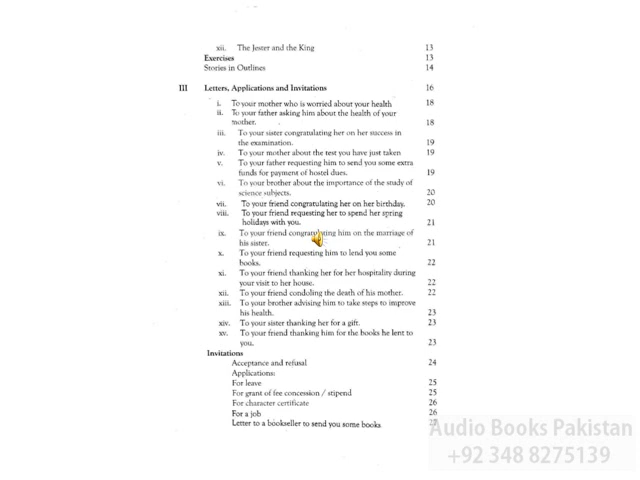 xii. The Jester and the King 13
Exercises 13
Stories in Outlines 14
III Letters, Applications and Invitations 16
i. To your mother who is worried about your health 18
ii. To your father asking him about the health of your
mother. 18
iii. To your sister congratulating her on her success in
the examination. 19
iv. To your mother about the test you have just taken 19
v. To your father requesting him to send you some extra
funds for payment of hostel dues. 19
vi. To your brother about the importance of the study of
science subjects. 20
vii. To your friend congratulating her on her birthday. 20
viii. To your friend requesting her to spend her spring
holidays with you. 21
ix. To your friend congratulating him on the marriage of
his sister. 21
x. To your friend requesting him to lend you some
books. 22
xi. To your friend thanking her for her hospitality during
your visit to her house. 22
xii. To your friend condoling the death of his mother. 22
xiii. To your brother advising him to take steps to improve
his health. 23
xiv. To your sister thanking her for a gift. 23
xv. To your friend thanking him for the books he lent to
you. 23
Invitations
Acceptance and refusal 24
Applications:
For leave 25
For grant of fee concession / stipend 25
For character certificate 26
For a job 26
Letter to a bookseller to send you some books
Audio Books Pakistan
+92 348 8275139